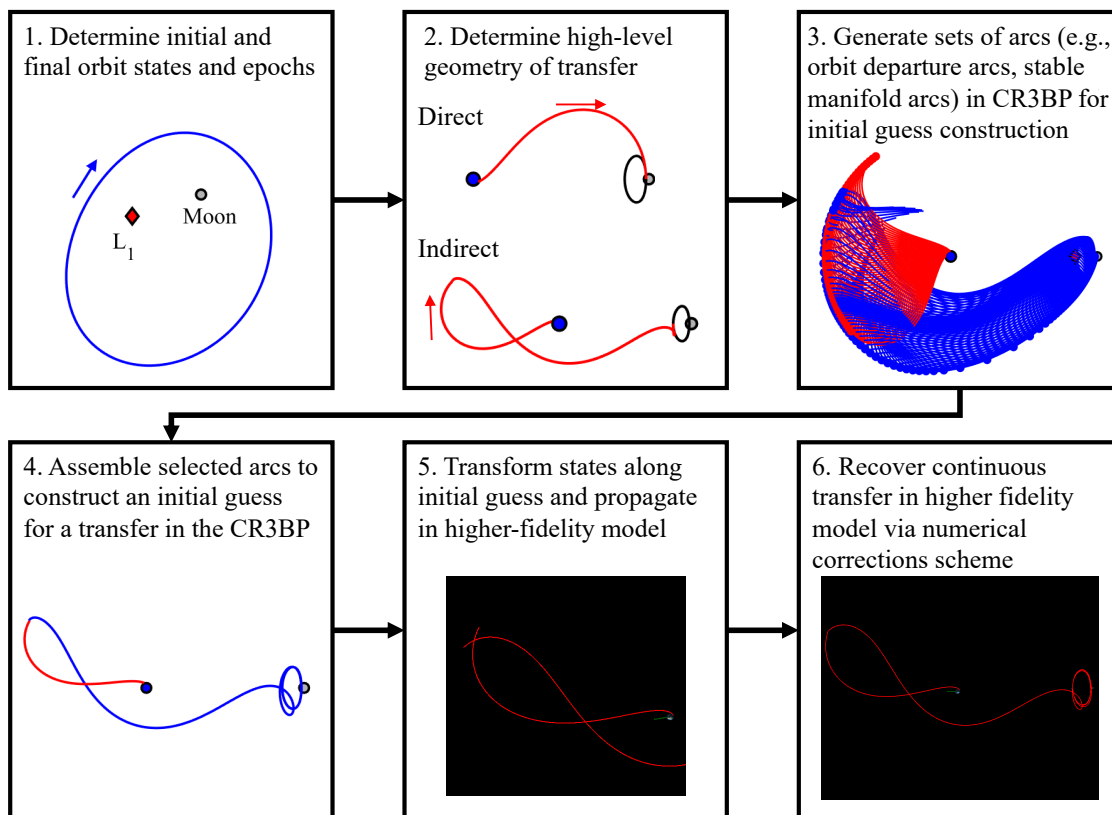 1. Determine initial and
final orbit states and epochs
Moon
L1
2. Determine high-level
geometry of transfer
Direct
Indirect
3. Generate sets of arcs (e.g.,
orbit departure arcs, stable
manifold arcs) in CR3BP for
initial guess construction
4. Assemble selected arcs to
construct an initial guess
for a transfer in the CR3BP
5. Transform states along
initial guess and propagate
in higher-fidelity model
6. Recover continuous
transfer in higher fidelity
model via numerical
corrections scheme